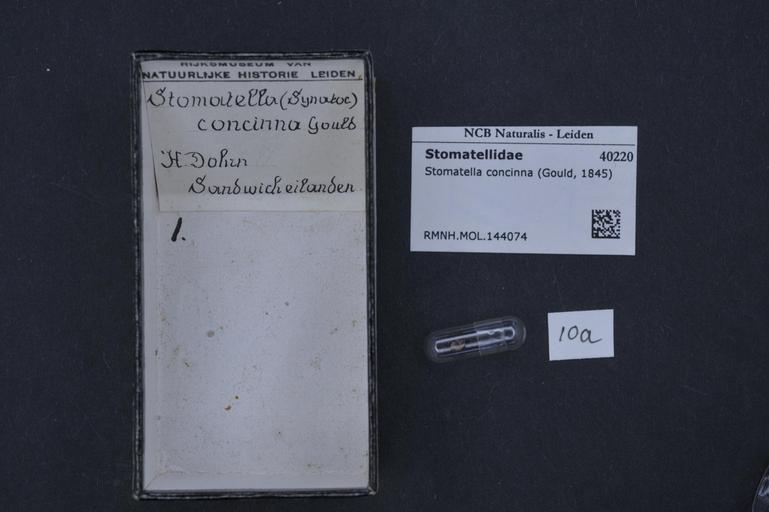 RIJKSMUSEUM VAN
NATUURLIJKE HISTORIE LEIDEN
Stomatella (Synaptoc)
concinna Gould
H. Dohrn
Sandwicheilanden
1.
NCB Naturalis - Leiden
Stomatellidae 40220
Stomatella concinna (Gould, 1845)
RMNH.MOL.144074
10a